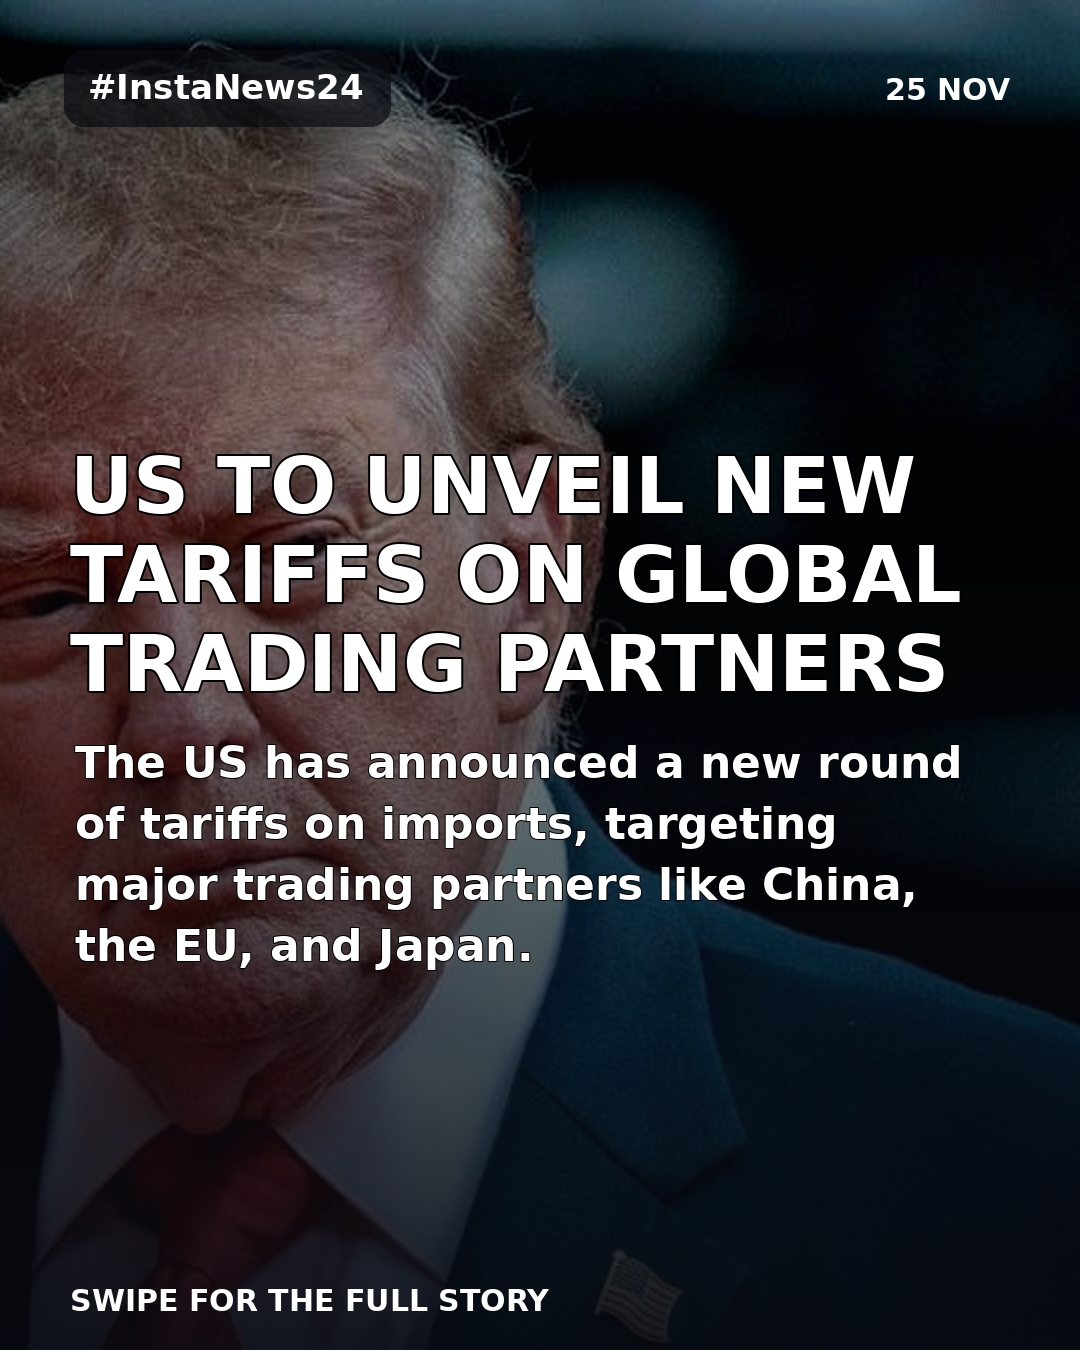 #InstaNews24
25 NOV
US TO UNVEIL NEW
TARIFFS ON GLOBAL
TRADING PARTNERS
The US has announced a new round
of tariffs on imports, targeting
major trading partners like China,
the EU, and Japan.
SWIPE FOR THE FULL STORY